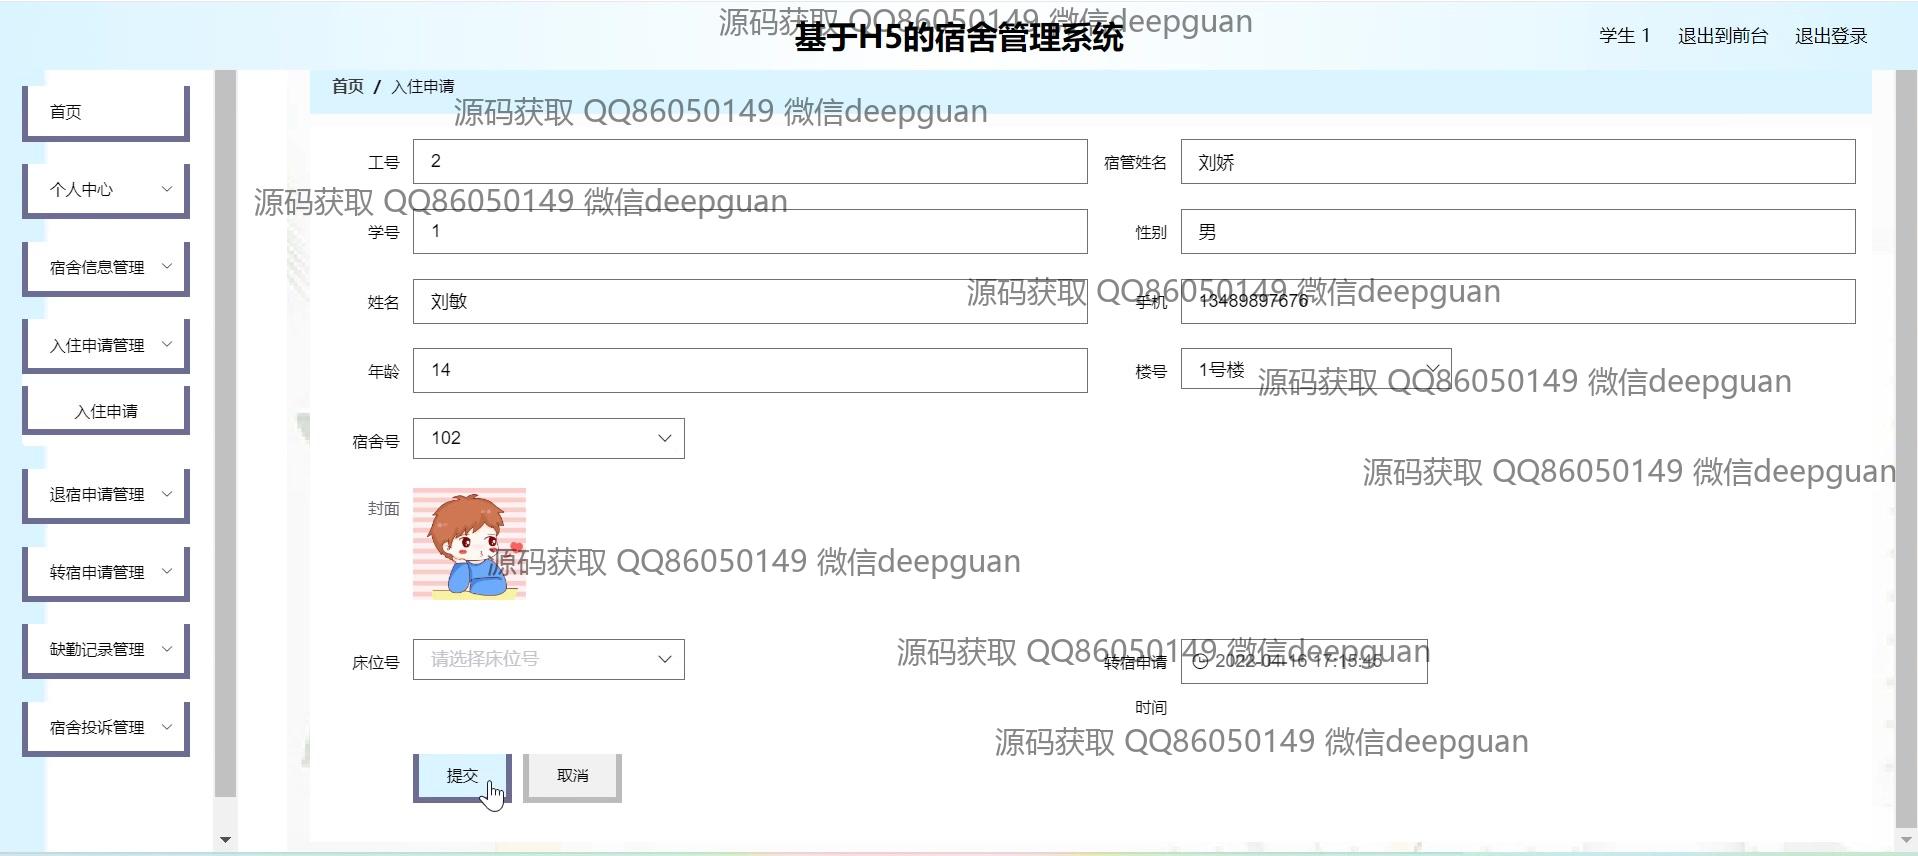 源码获取 QQ86050149 微信deepguan
基于H5的宿舍管理系统
学生 1 退出到前台 退出登录
首页 / 入住申请
源码获取 QQ86050149 微信deepguan
首页
个人中心
宿舍信息管理
入住申请管理
入住申请
退宿申请管理
转宿申请管理
缺勤记录管理
宿舍投诉管理
工号 2 宿管姓名 刘娇
源码获取 QQ86050149 微信deepguan
学号 1 性别 男
源码获取 QQ86050149 微信deepguan
姓名 刘敏 手机 13489897676
年龄 14 楼号 1号楼
源码获取 QQ86050149 微信deepguan
宿舍号 102
源码获取 QQ86050149 微信deepguan
封面
源码获取 QQ86050149 微信deepguan
源码获取 QQ86050149 微信deepguan
床位号 请选择床位号 转宿申请 2022-04-16 17:15:45
时间
源码获取 QQ86050149 微信deepguan
提交 取消